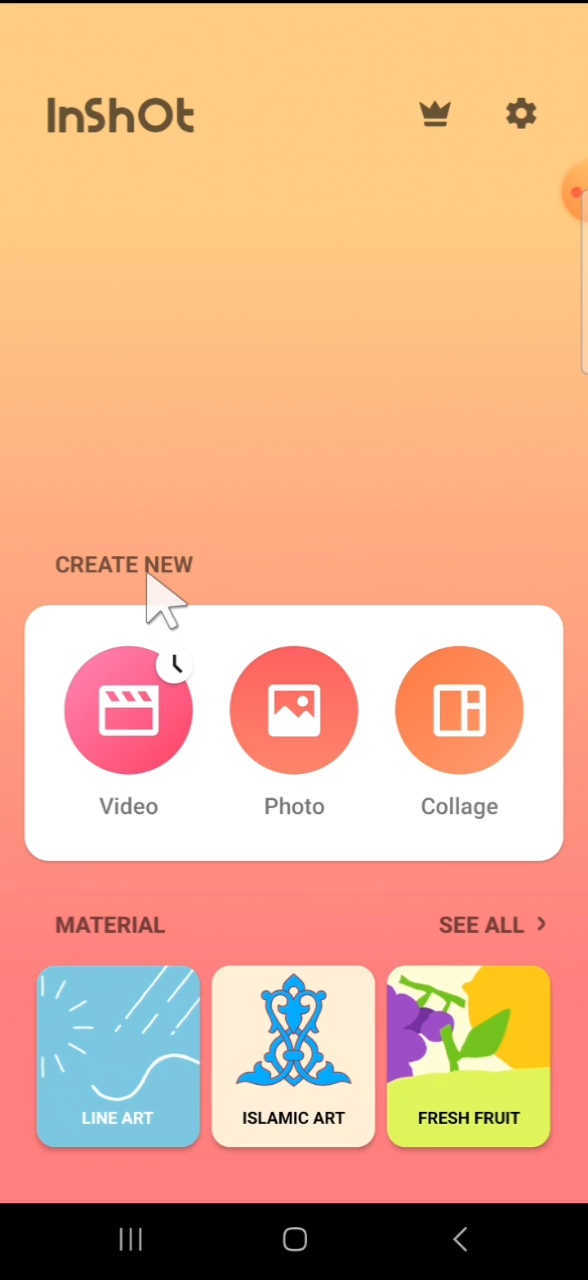 InShOt
CREATE NEW
Video Photo Collage
MATERIAL SEE ALL >
LINE ART ISLAMIC ART FRESH FRUIT